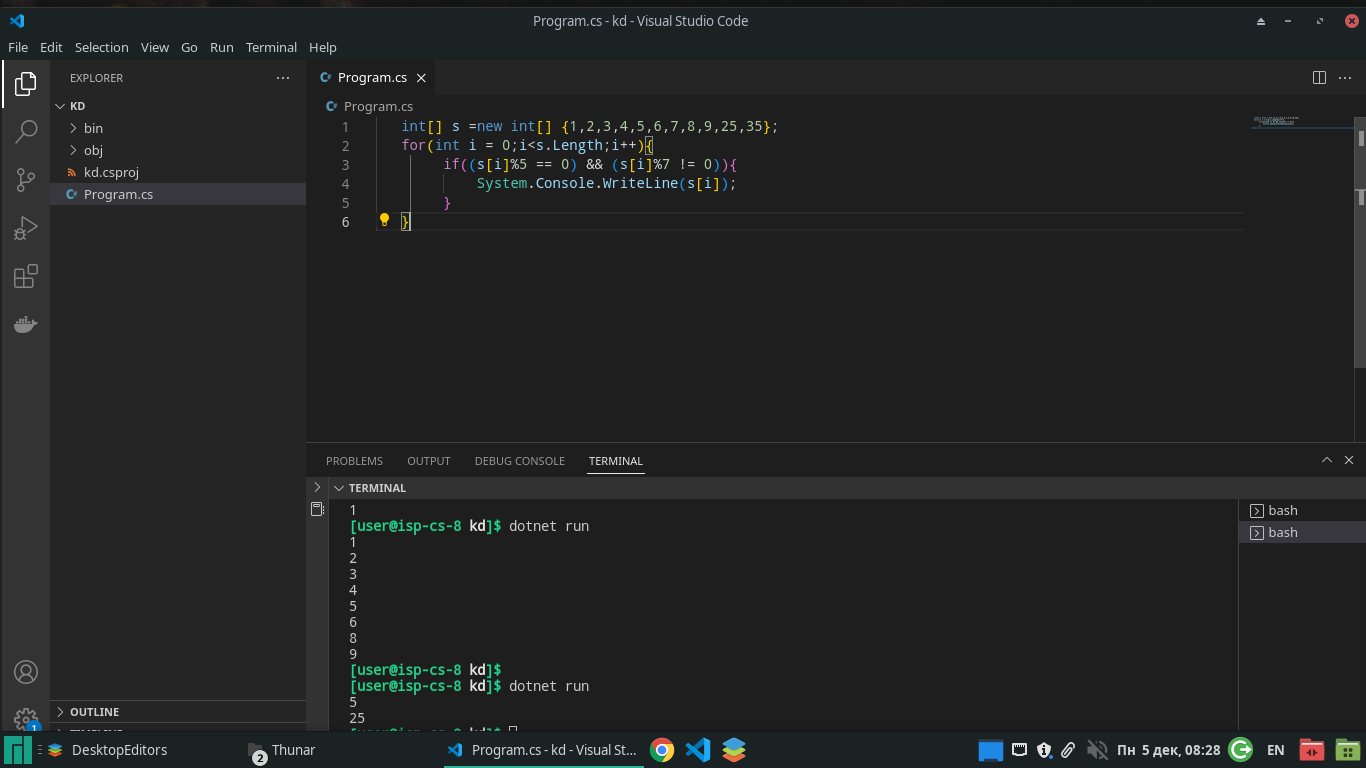 Program.cs - kd - Visual Studio Code
File Edit Selection View Go Run Terminal Help
EXPLORER
KD
bin
obj
kd.csproj
Program.cs
OUTLINE
1
Program.cs
Program.cs
1 int[] s =new int[] {1,2,3,4,5,6,7,8,9,25,35};
2 for(int i = 0;i<s.Length;i++){
3 if((s[i]%5 == 0) && (s[i]%7 != 0)){
4 System.Console.WriteLine(s[i]);
5 }
6 }
PROBLEMS OUTPUT DEBUG CONSOLE TERMINAL
TERMINAL
1
[user@isp-cs-8 kd]$ dotnet run
1
2
3
4
5
6
8
9
[user@isp-cs-8 kd]$
[user@isp-cs-8 kd]$ dotnet run
5
25
bash
bash
DesktopEditors 2 Thunar Program.cs - kd - Visual St... Пн 5 дек, 08:28 EN